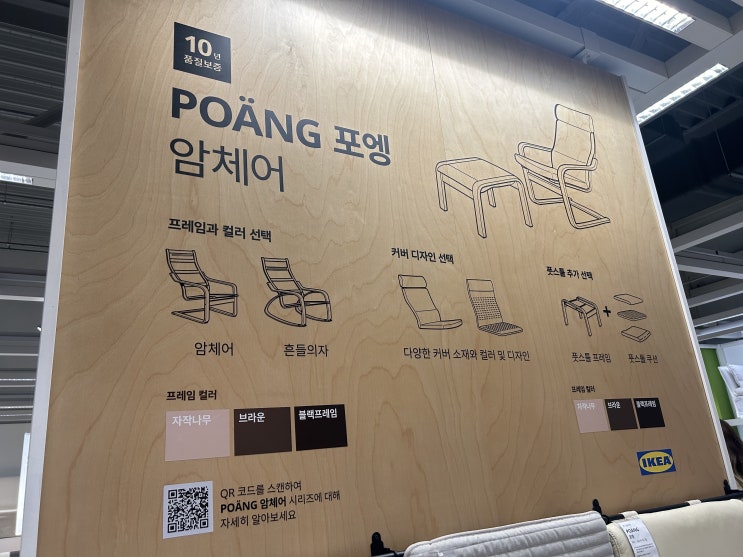 10년
품질보증
POÄNG 포엥
암체어
프레임과 컬러 선택
암체어
흔들의자
프레임 컬러
자작나무
브라운
블랙프레임
QR 코드를 스캔하여
POÄNG 암체어 시리즈에 대해
자세히 알아보세요
커버 디자인 선택
다양한 커버 소재와 컬러 및 디자인
풋스툴 추가 선택
+
풋스툴 프레임
풋스툴 쿠션
프레임 컬러
자작나무
브라운
블랙프레임
IKEA
POÄNG